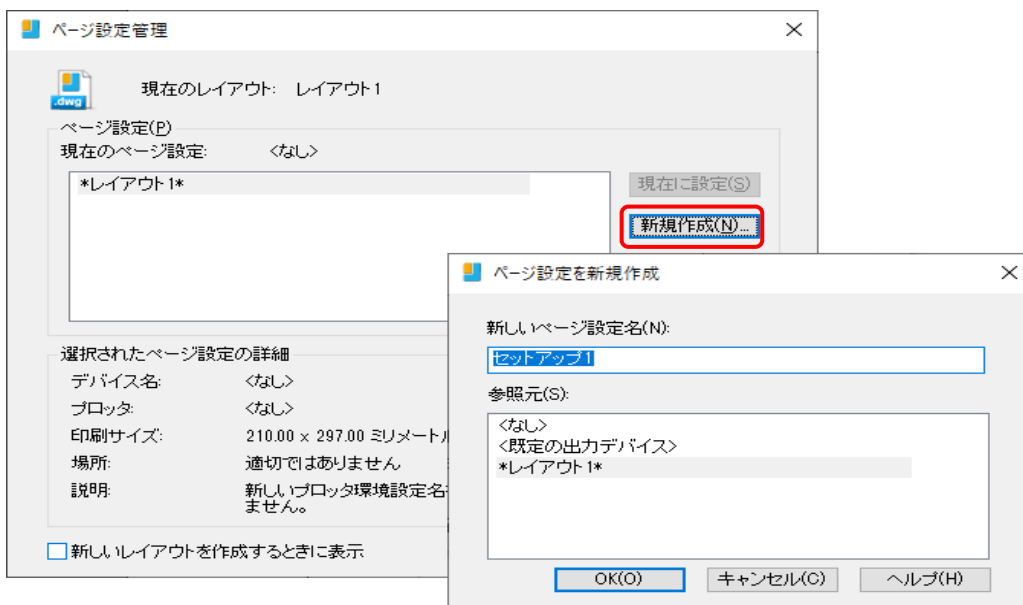 ページ設定管理
.dwg
現在のレイアウト: レイアウト1
ページ設定(P)
現在のページ設定: <なし>
*レイアウト1*
現在に設定(S)
新規作成(N)...
選択されたページ設定の詳細
デバイス名: <なし>
プロッタ: <なし>
印刷サイズ: 210.00 x 297.00 ミリメートル
場所: 適切ではありません
説明: 新しいプロッタ環境設定名
ません。
新しいレイアウトを作成するときに表示
ページ設定を新規作成
新しいページ設定名(N):
セットアップ1
参照元(S):
<なし>
<既定の出力デバイス>
*レイアウト1*
OK(O)
キャンセル(C)
ヘルプ(H)